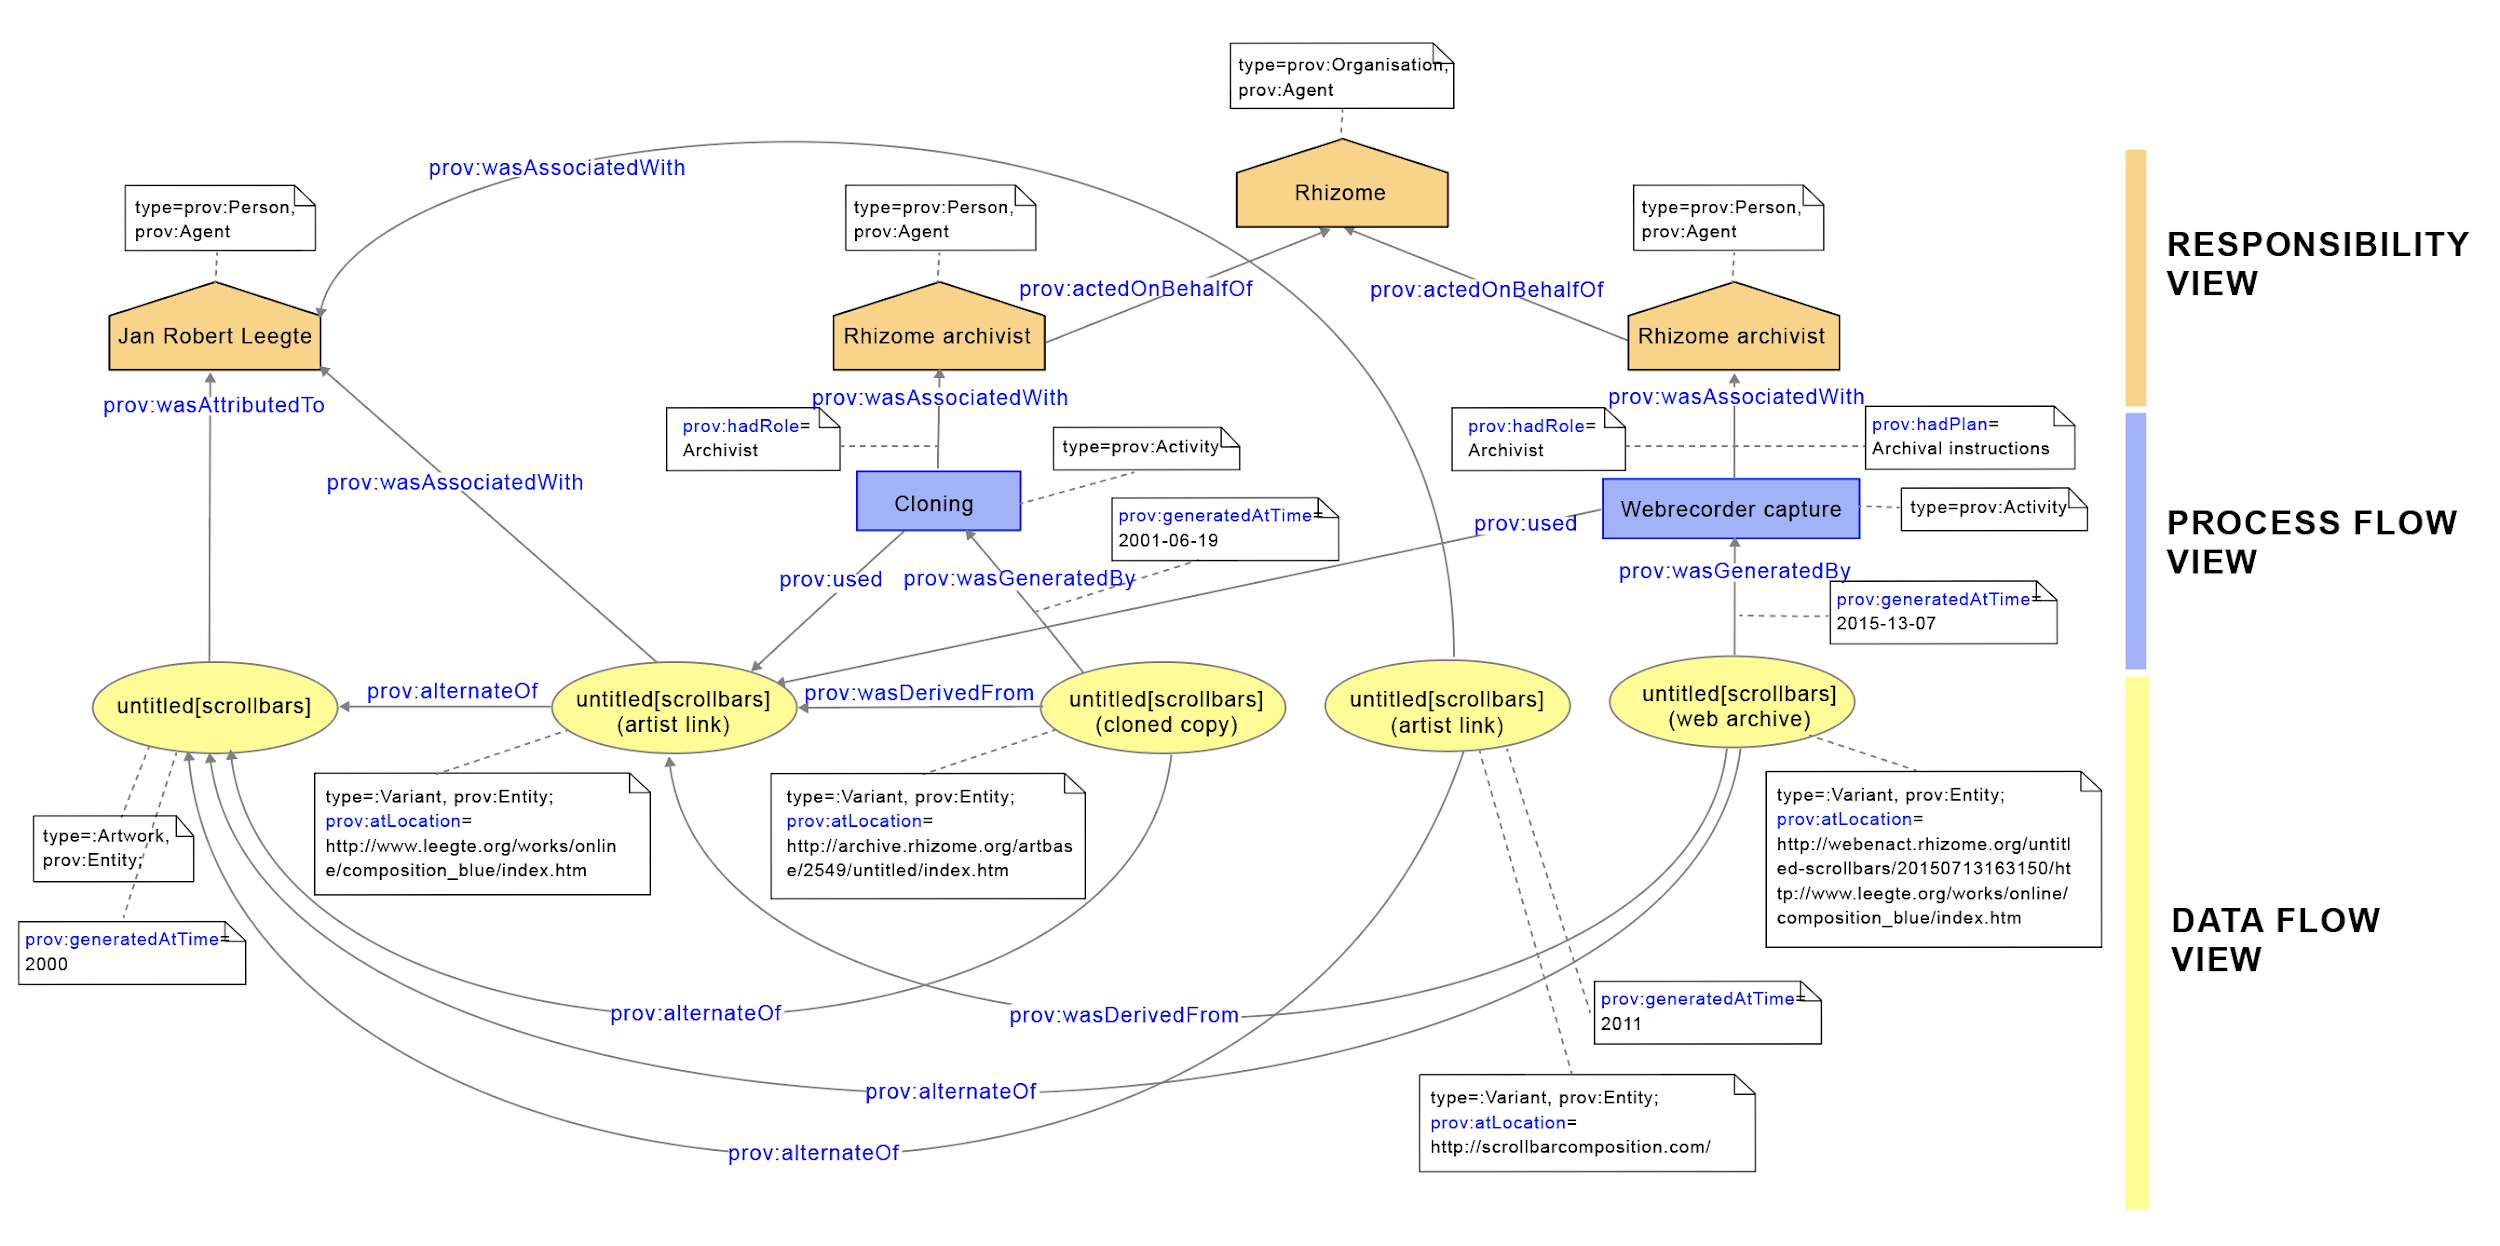 type=prov:Organisation,
prov:Agent
Rhizome
prov:wasAssociatedWith
type=prov:Person,
prov:Agent
type=prov:Person,
prov:Agent
type=prov:Person,
prov:Agent
RESPONSIBILITY
VIEW
prov:actedOnBehalfOf
prov:actedOnBehalfOf
Jan Robert Leegte
Rhizome archivist
Rhizome archivist
prov:wasAttributedTo
prov:wasAssociatedWith
prov:wasAssociatedWith
prov:hadRole=
Archivist
type=prov:Activity
prov:hadRole=
Archivist
prov:hadPlan=
Archival instructions
prov:wasAssociatedWith
Cloning
prov:generatedAtTime=
2001-06-19
prov:used
Webrecorder capture
type=prov:Activity
PROCESS FLOW
VIEW
prov:used
prov:wasGeneratedBy
prov:wasGeneratedBy
prov:generatedAtTime=
2015-13-07
untitled[scrollbars]
prov:alternateOf
untitled[scrollbars]
(artist link)
prov:wasDerivedFrom
untitled[scrollbars]
(cloned copy)
untitled[scrollbars]
(artist link)
untitled[scrollbars]
(web archive)
type=:Artwork,
prov:Entity;
type=:Variant, prov:Entity;
prov:atLocation=
http://www.leegte.org/works/onlin
e/composition_blue/index.htm
type=:Variant, prov:Entity;
prov:atLocation=
http://archive.rhizome.org/artbas
e/2549/untitled/index.htm
type=:Variant, prov:Entity;
prov:atLocation=
http://webenact.rhizome.org/untitl
ed-scrollbars/20150713163150/ht
tp://www.leegte.org/works/online/
composition_blue/index.htm
DATA FLOW
VIEW
prov:generatedAtTime=
2000
prov:alternateOf
prov:wasDerivedFrom
prov:generatedAtTime=
2011
prov:alternateOf
prov:alternateOf
type=:Variant, prov:Entity;
prov:atLocation=
http://scrollbarcomposition.com/